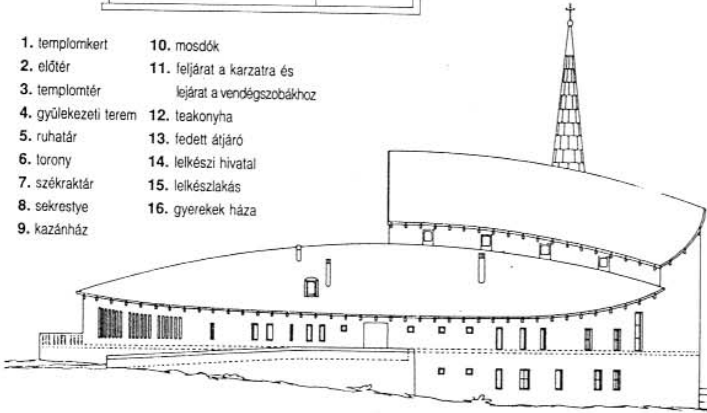 1. templomkert
2. előtér
3. templomtér
4. gyülekezeti terem
5. ruhatár
6. torony
7. székraktár
8. sekrestye
9. kazánház
10. mosdók
11. feljárat a karzatra és
lejárat a vendégszobákhoz
12. teakonyha
13. fedett átjáró
14. lelkészi hivatal
15. lelkészlakás
16. gyerekek háza